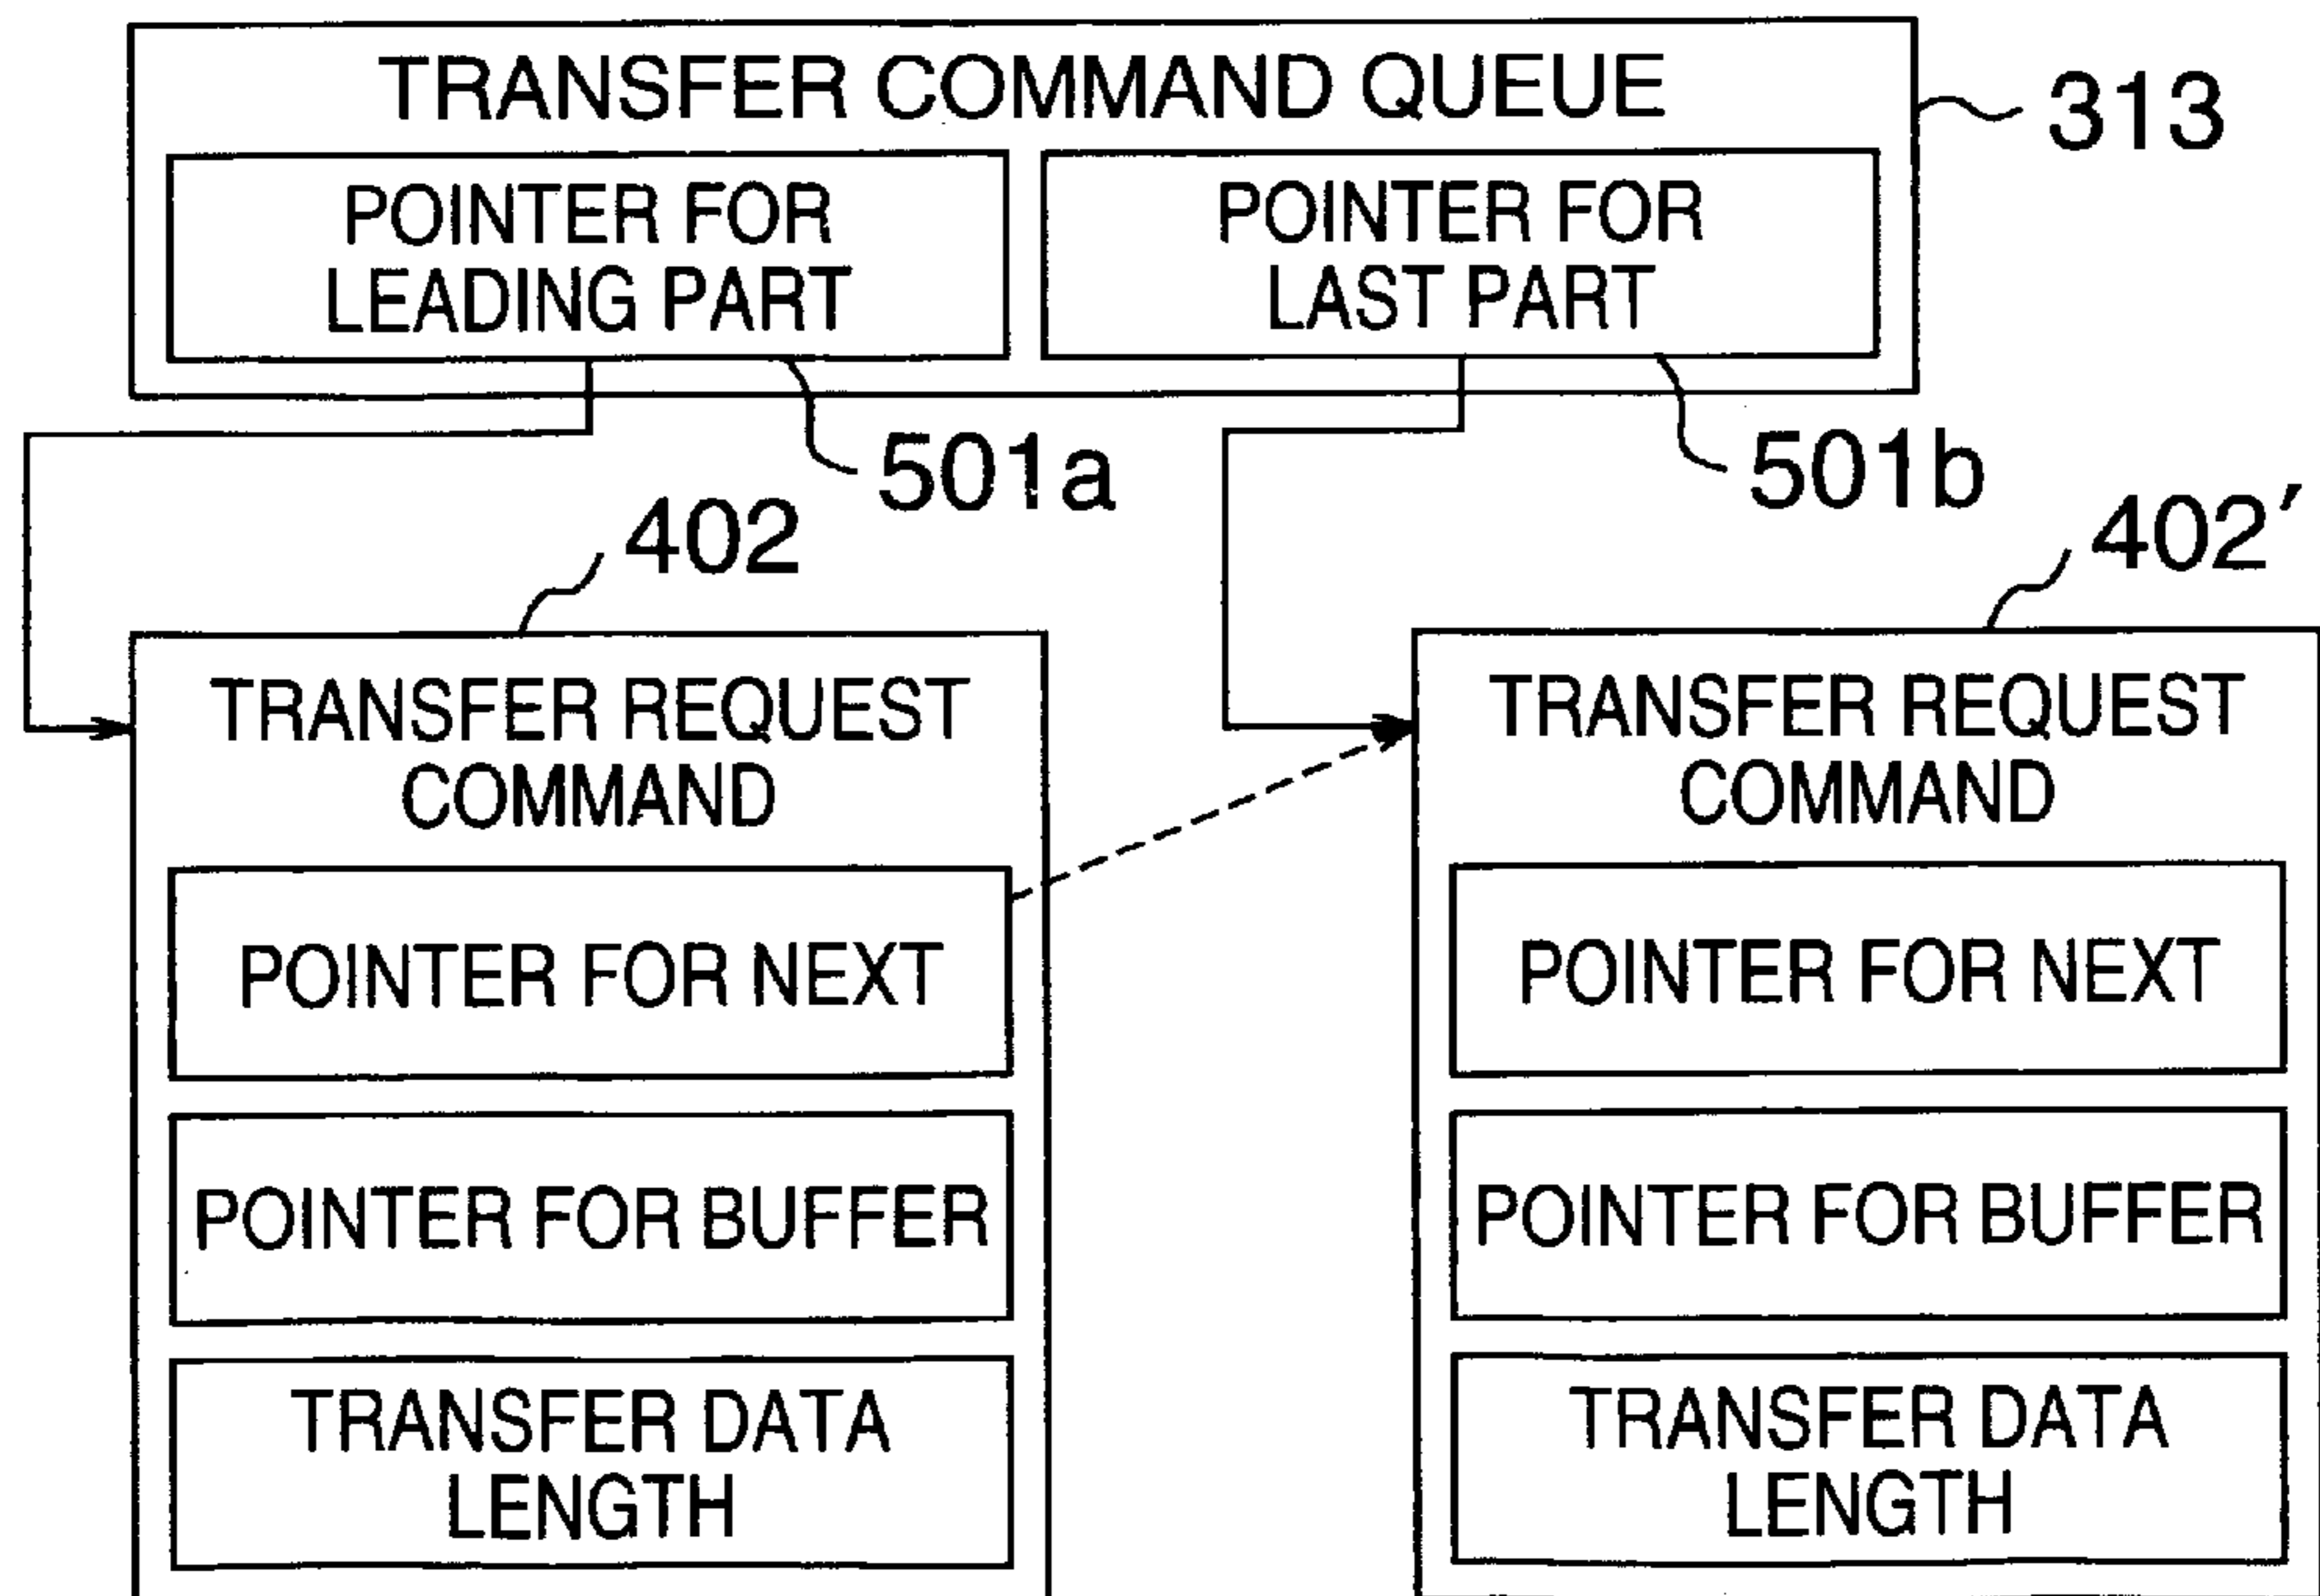 TRANSFER COMMAND QUEUE
313
POINTER FOR
LEADING PART
POINTER FOR
LAST PART
501a
501b
402
402'
TRANSFER REQUEST
COMMAND
POINTER FOR NEXT
POINTER FOR BUFFER
TRANSFER DATA
LENGTH
TRANSFER REQUEST
COMMAND
POINTER FOR NEXT
POINTER FOR BUFFER
TRANSFER DATA
LENGTH